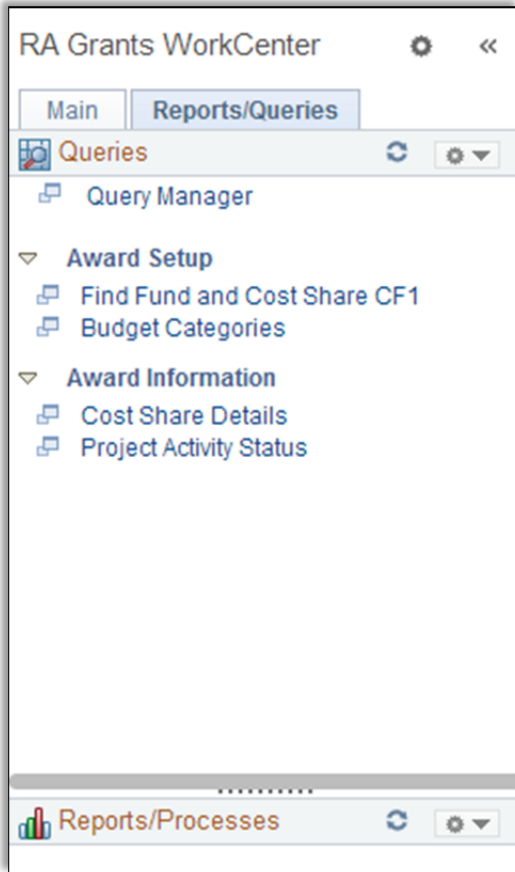 RA Grants WorkCenter
Main Reports/Queries
Queries
Query Manager
Award Setup
Find Fund and Cost Share CF1
Budget Categories
Award Information
Cost Share Details
Project Activity Status
Reports/Processes